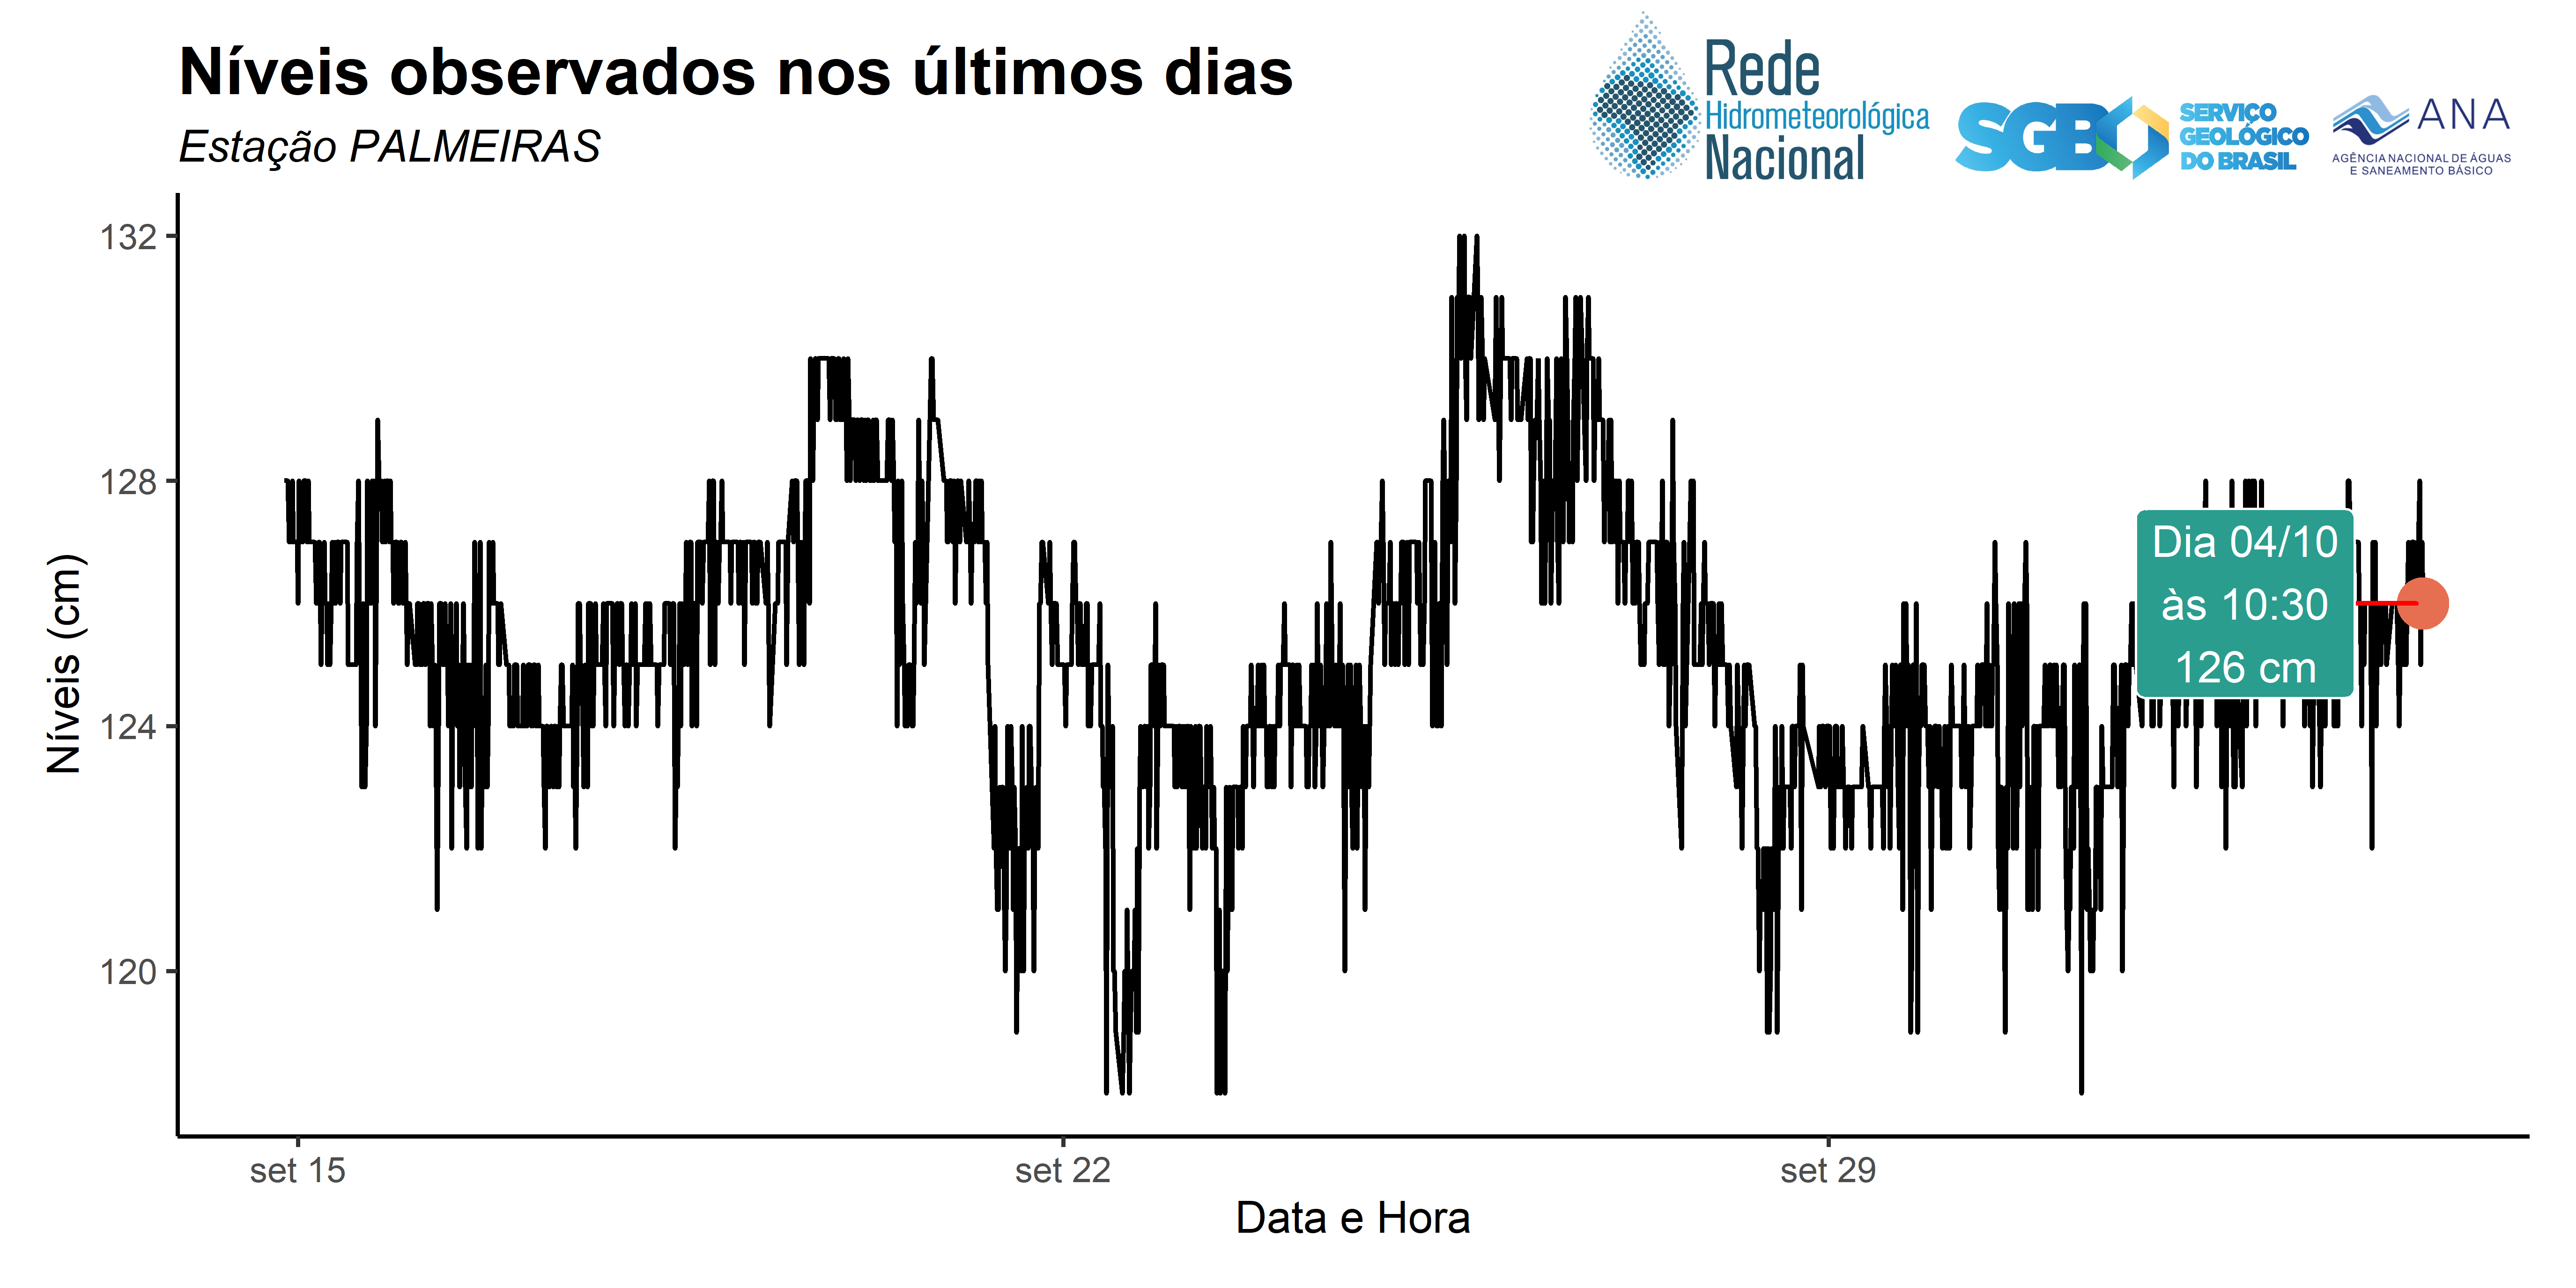 Níveis observados nos últimos dias
Estação PALMEIRAS
Rede
Hidrometeorológica
Nacional
SGB
SERVIÇO
GEOLÓGICO
DO BRASIL
ANA
AGÊNCIA NACIONAL DE ÁGUAS
E SANEAMENTO BÁSICO
132
128
124
120
Níveis (cm)
Dia 04/10
às 10:30
126 cm
set 15
set 22
set 29
Data e Hora